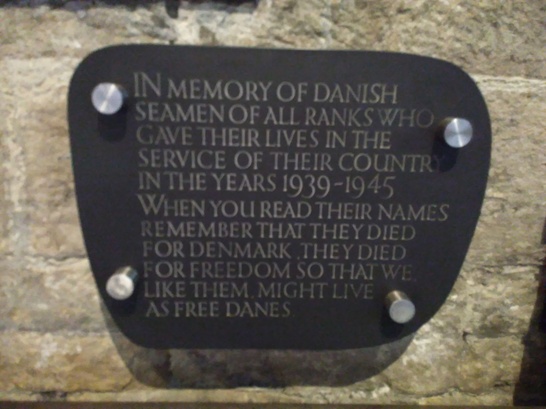 IN MEMORY OF DANISH
SEAMEN OF ALL RANKS WHO
GAVE THEIR LIVES IN THE
SERVICE OF THEIR COUNTRY
IN THE YEARS 1939-1945
WHEN YOU READ THEIR NAMES
REMEMBER THAT THEY DIED
FOR DENMARK. THEY DIED
FOR FREEDOM SO THAT WE,
LIKE THEM, MIGHT LIVE
AS FREE DANES